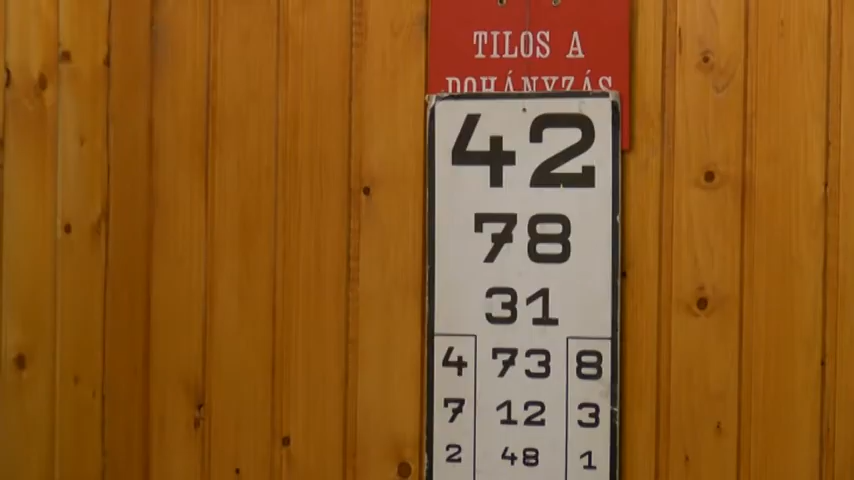 TILOS A
DOHÁNYZÁS
42
78
31
4 73 8
7 12 3
2 48 1